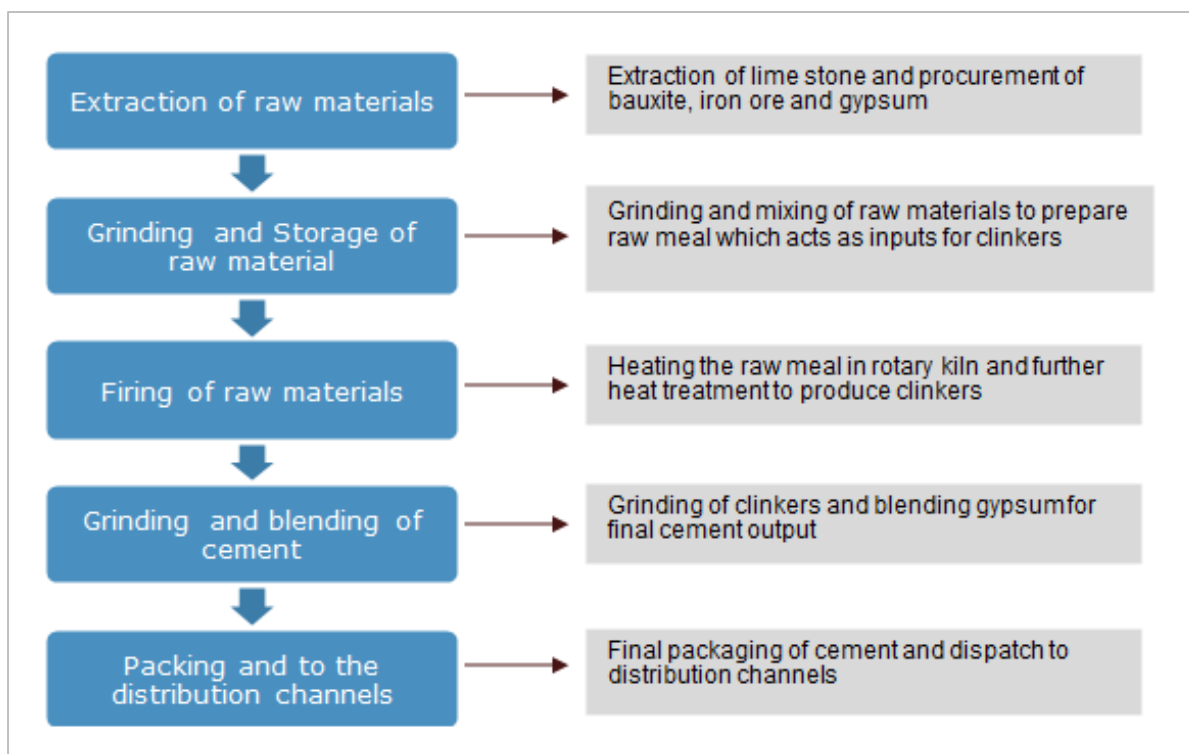 Extraction of raw materials
Extraction of lime stone and procurement of
bauxite, iron ore and gypsum
Grinding and Storage of
raw material
Grinding and mixing of raw materials to prepare
raw meal which acts as inputs for clinkers
Firing of raw materials
Heating the raw meal in rotary kiln and further
heat treatment to produce clinkers
Grinding and blending of
cement
Grinding of clinkers and blending gypsum for
final cement output
Packing and to the
distribution channels
Final packaging of cement and dispatch to
distribution channels